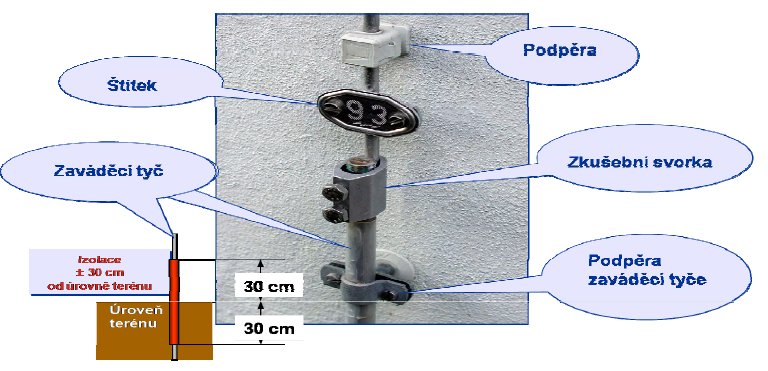 Podpěra
Štítek
93
Zkušební svorka
Zaváděcí tyč
Izolace
± 30 cm
od úrovně terénu
Úroveň
terénu
30 cm
30 cm
Podpěra
zaváděcí tyče